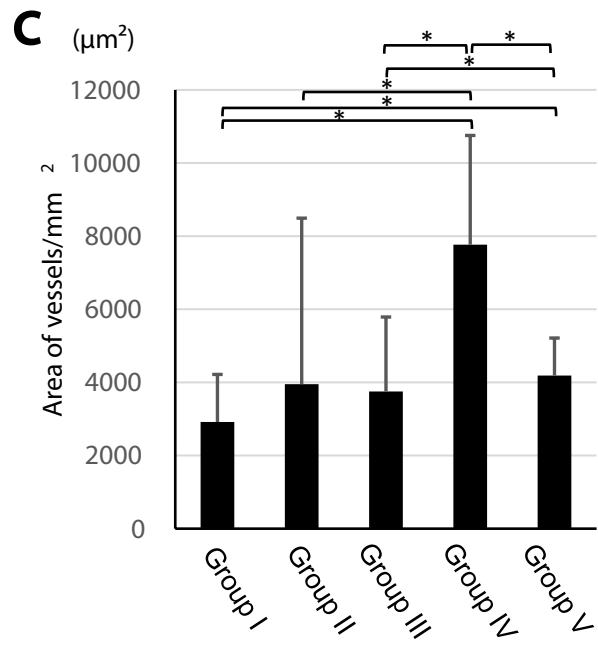 C (μm²)
* *
*
*
*
*
12000
10000
8000
6000
4000
2000
0
Area of vessels/mm 2
Group I
Group II
Group III
Group IV
Group V